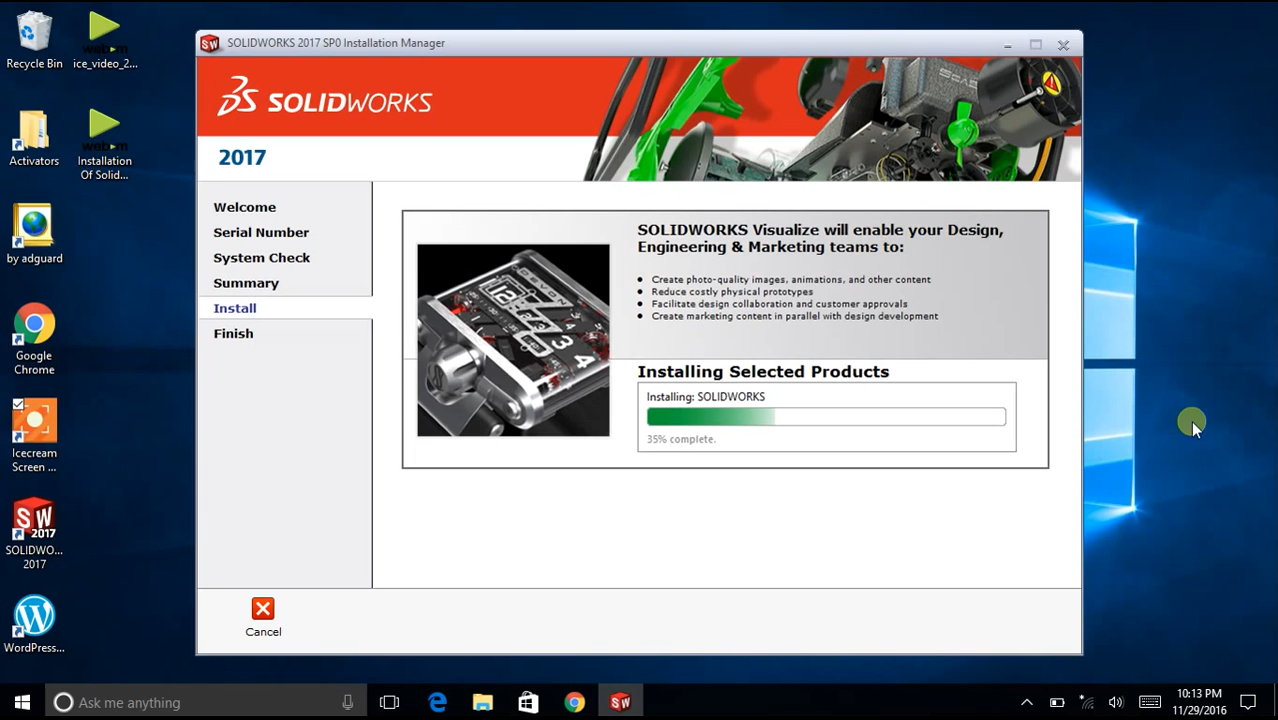 Recycle Bin
ice_video_2...
Activators
Installation
Of Solid...
by adguard
Google
Chrome
Icecream
Screen ...
SW
2017
SOLIDWO...
2017
WordPress...
SW SOLIDWORKS 2017 SP0 Installation Manager
SOLIDWORKS
2017
Welcome
Serial Number
System Check
Summary
Install
Finish
SOLIDWORKS Visualize will enable your Design,
Engineering & Marketing teams to:
Create photo-quality images, animations, and other content
Reduce costly physical prototypes
Facilitate design collaboration and customer approvals
Create marketing content in parallel with design development
Installing Selected Products
Installing: SOLIDWORKS
35% complete.
Cancel
Ask me anything
SW
10:13 PM
11/29/2016